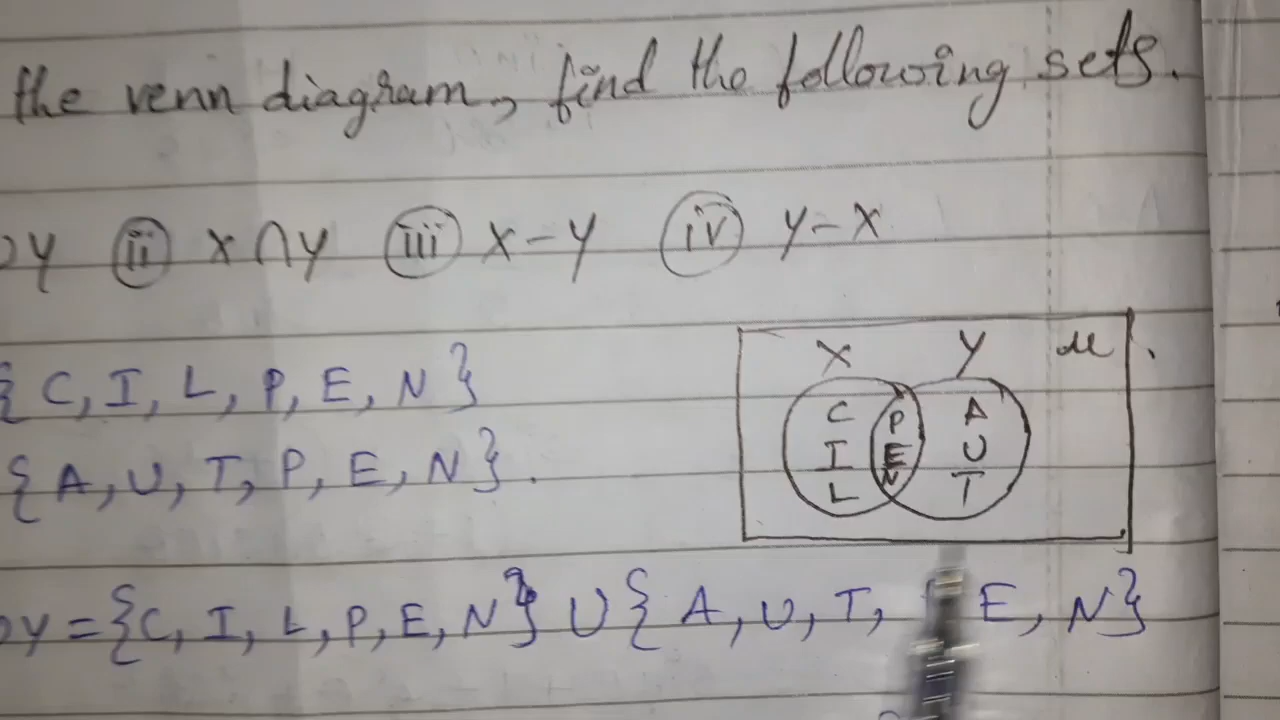 the venn diagram, find the following sets.
Y (ii) X∩Y (iii) X-Y (iv) Y-X
X Y μ
{C, I, L, P, E, N}
C P A
I E U
L N T
{A, U, T, P, E, N}.
Y = {C, I, L, P, E, N} ∪ {A, U, T, E, N}